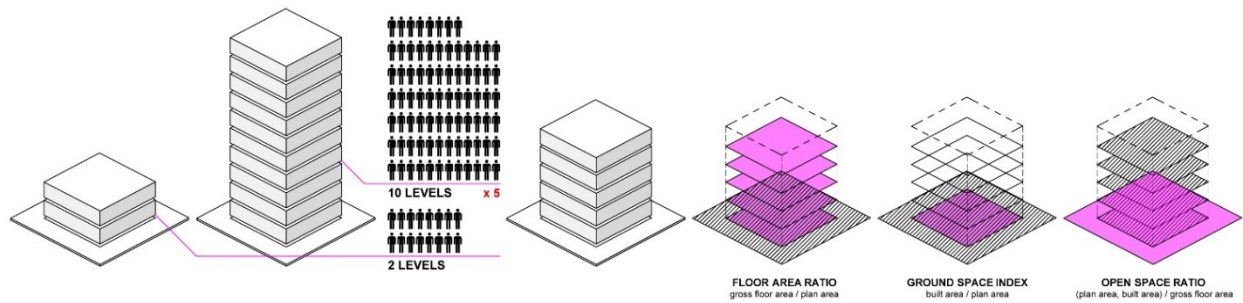 10 LEVELS x 5
2 LEVELS
FLOOR AREA RATIO
gross floor area / plan area
GROUND SPACE INDEX
built area / plan area
OPEN SPACE RATIO
(plan area, built area) / gross floor area